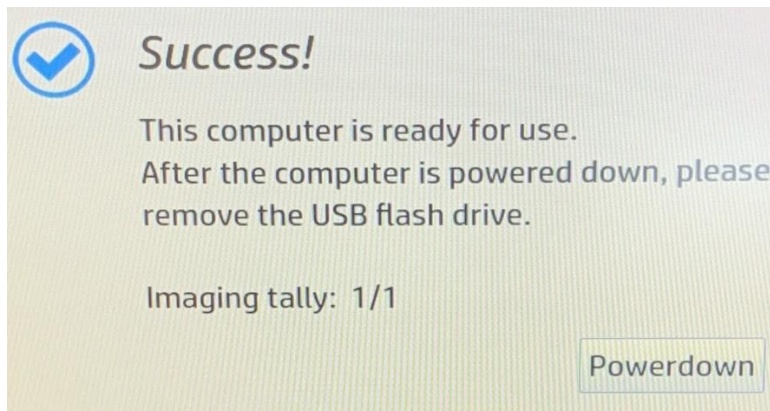 Success!
This computer is ready for use.
After the computer is powered down, please
remove the USB flash drive.
Imaging tally: 1/1
Powerdown